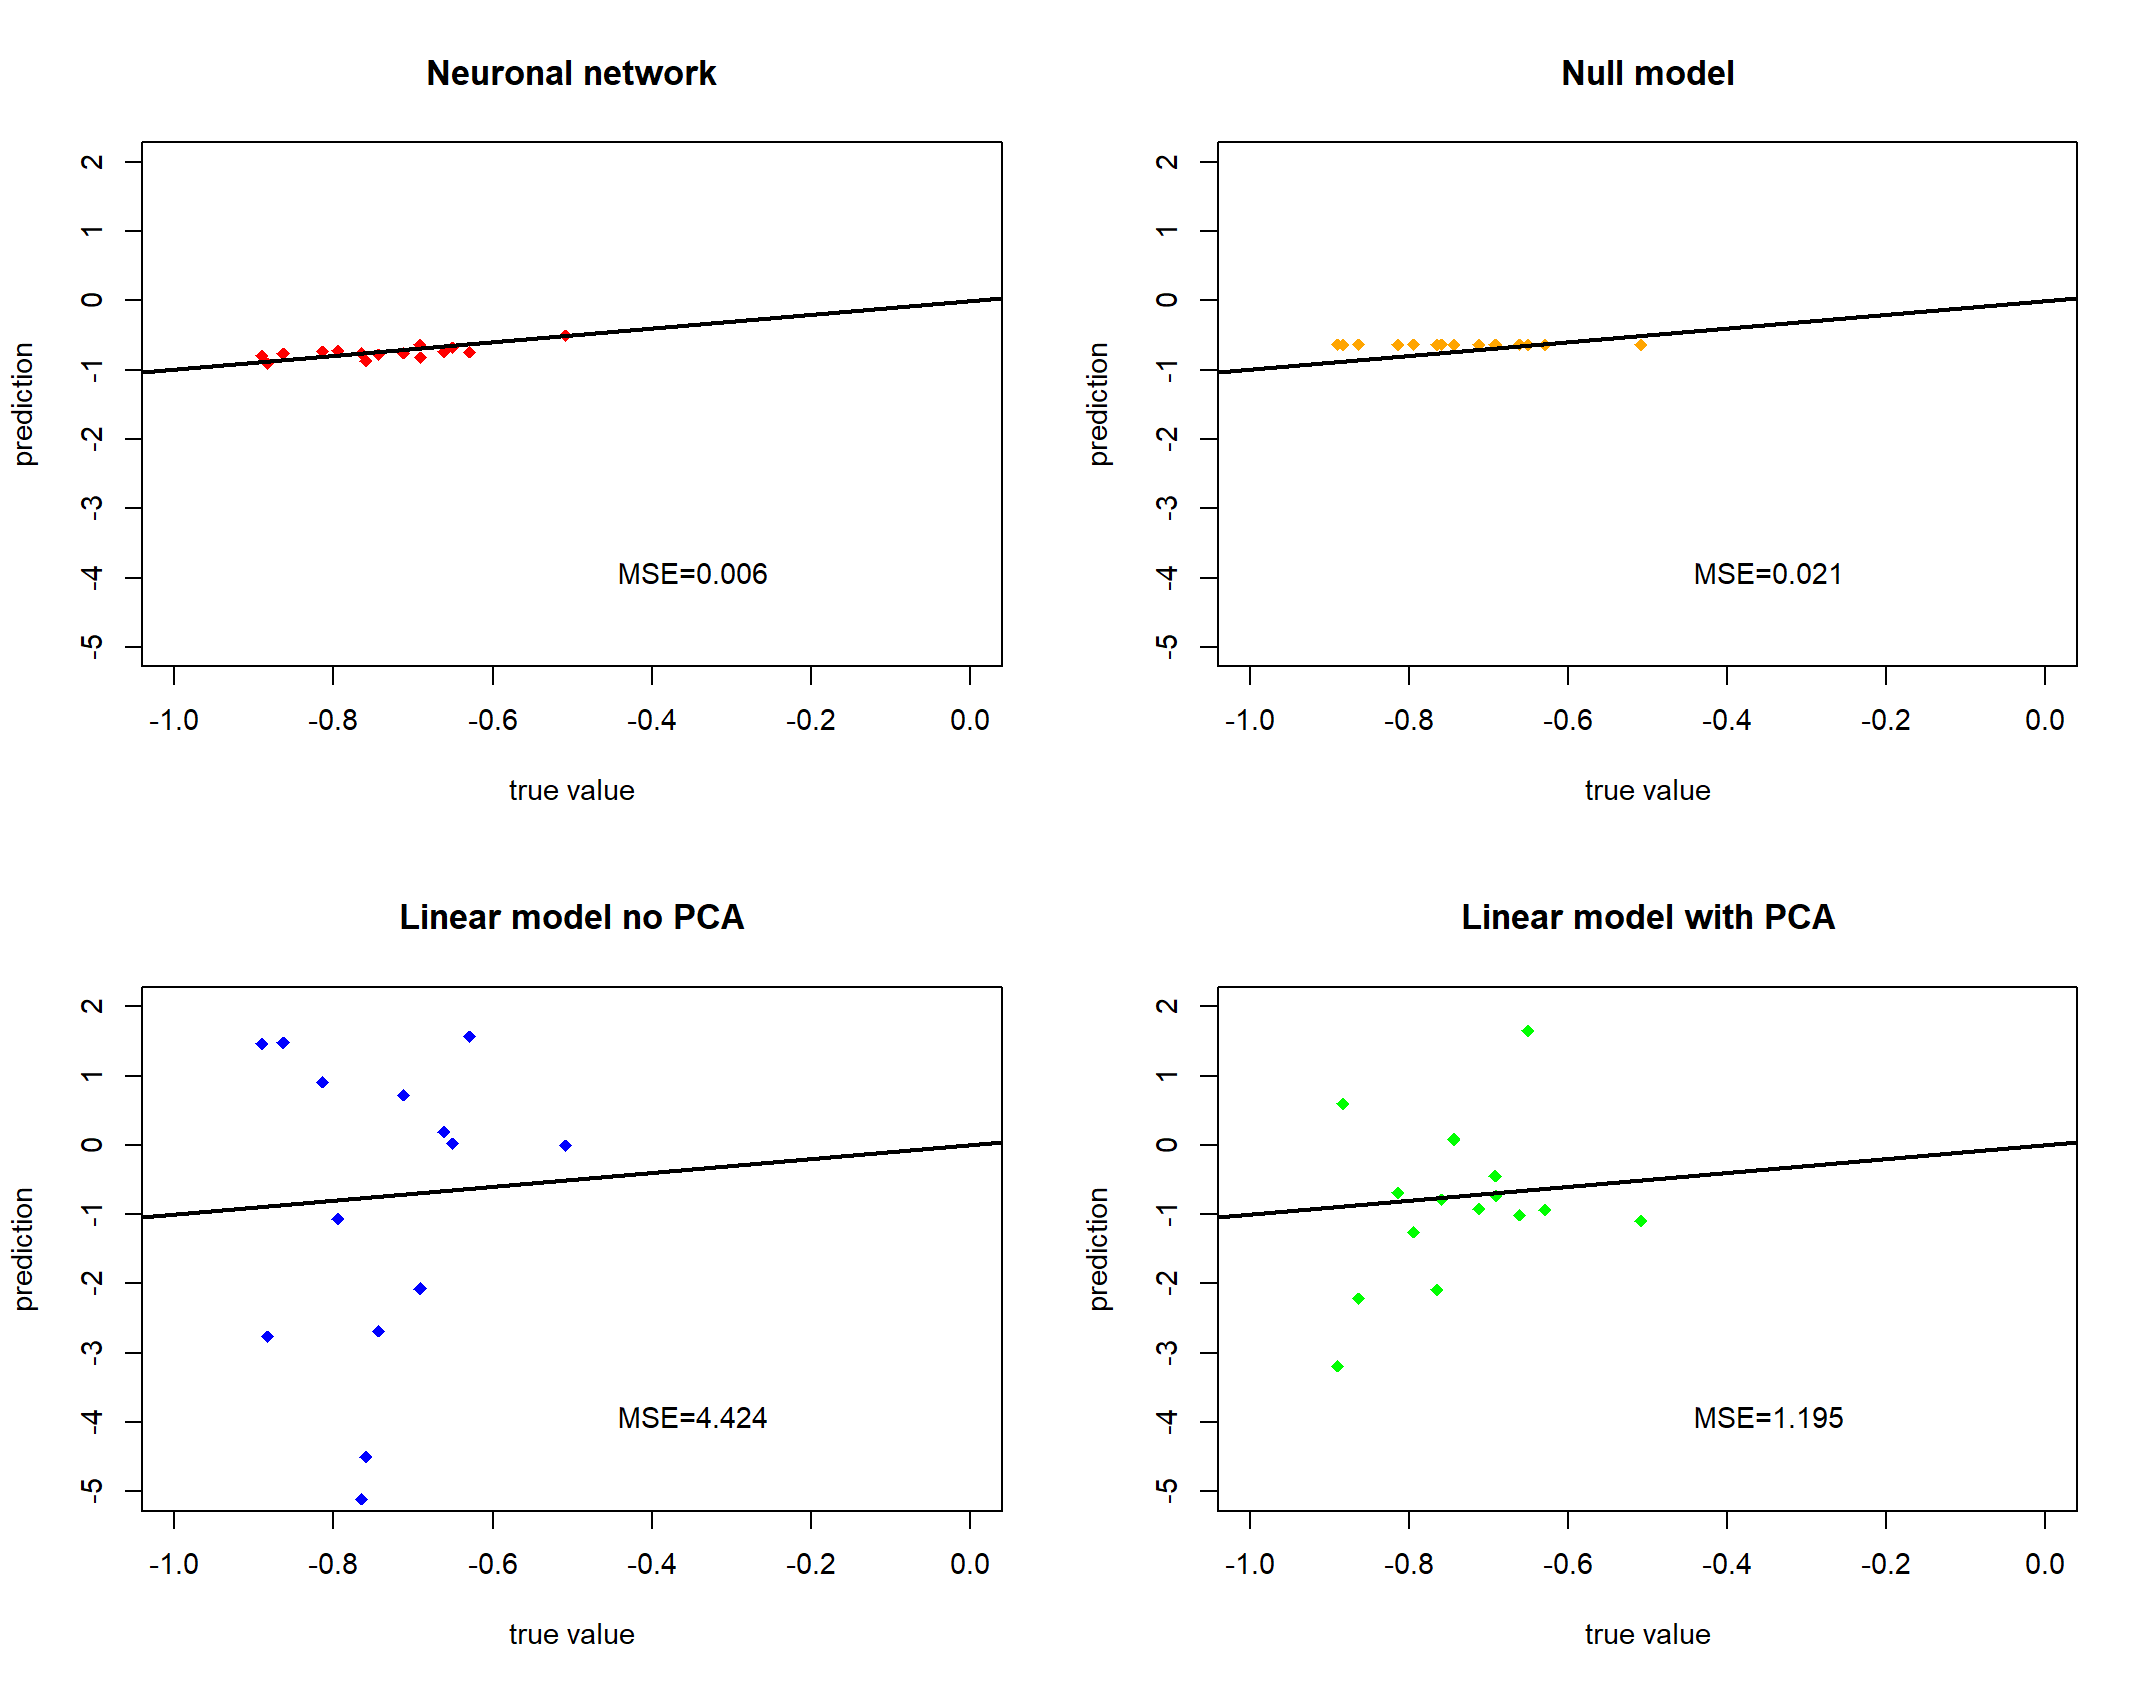 Neuronal network
2
1
0
-1
-2
-3
-4
-5
prediction
MSE=0.006
-1.0 -0.8 -0.6 -0.4 -0.2 0.0
true value
Null model
2
1
0
-1
-2
-3
-4
-5
prediction
MSE=0.021
-1.0 -0.8 -0.6 -0.4 -0.2 0.0
true value
Linear model no PCA
2
1
0
-1
-2
-3
-4
-5
prediction
MSE=4.424
-1.0 -0.8 -0.6 -0.4 -0.2 0.0
true value
Linear model with PCA
2
1
0
-1
-2
-3
-4
-5
prediction
MSE=1.195
-1.0 -0.8 -0.6 -0.4 -0.2 0.0
true value